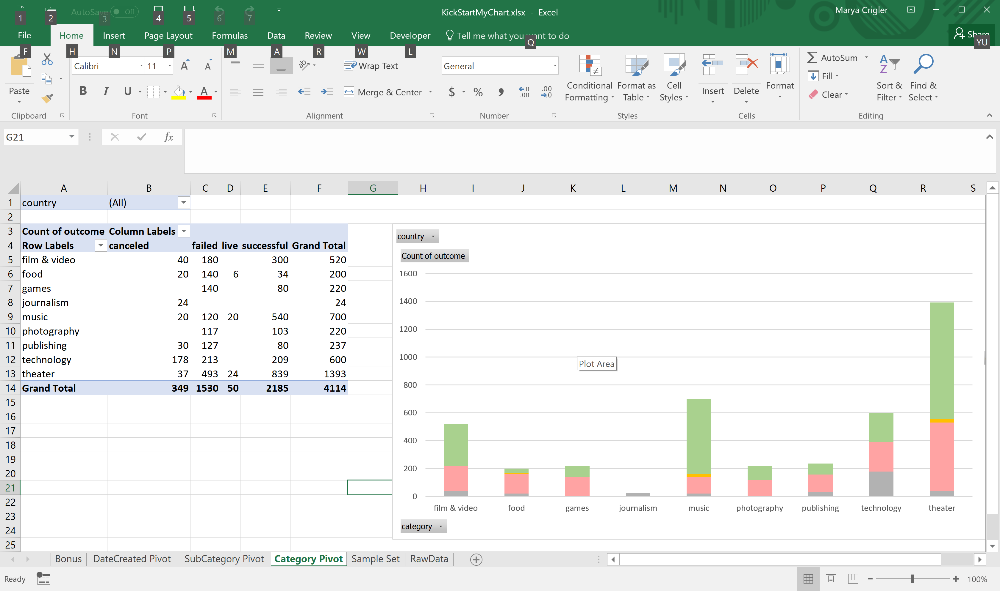 1 2 AutoSave Off 3 4 5 6 7 KickStartMyChart.xlsx - Excel Marya Crigler
File Home Insert Page Layout Formulas Data Review View Developer Tell me what you want to do Share
F H N P M A R W L Q YU
Calibri 11 A A Wrap Text General AutoSum
Paste B I U A Merge & Center $ % , .0 .00 .00 .0 Conditional Formatting Format as Table Cell Styles Insert Delete Format Fill Clear Sort & Filter Find & Select
Clipboard Font Alignment Number Styles Cells Editing
G21 fx
A B C D E F G H I J K L M N O P Q R S
1 country (All)
2
3 Count of outcome Column Labels
4 Row Labels canceled failed live successful Grand Total
5 film & video 40 180 300 520
6 food 20 140 6 34 200
7 games 140 80 220
8 journalism 24 24
9 music 20 120 20 540 700
10 photography 117 103 220
11 publishing 30 127 80 237
12 technology 178 213 209 600
13 theater 37 493 24 839 1393
14 Grand Total 349 1530 50 2185 4114
15
16
17
18
19
20
21
22
23
24
25
country
Count of outcome
1600
1400
1200
1000
Plot Area
800
600
400
200
0
film & video food games journalism music photography publishing technology theater
category
Bonus DateCreated Pivot SubCategory Pivot Category Pivot Sample Set RawData
Ready 100%